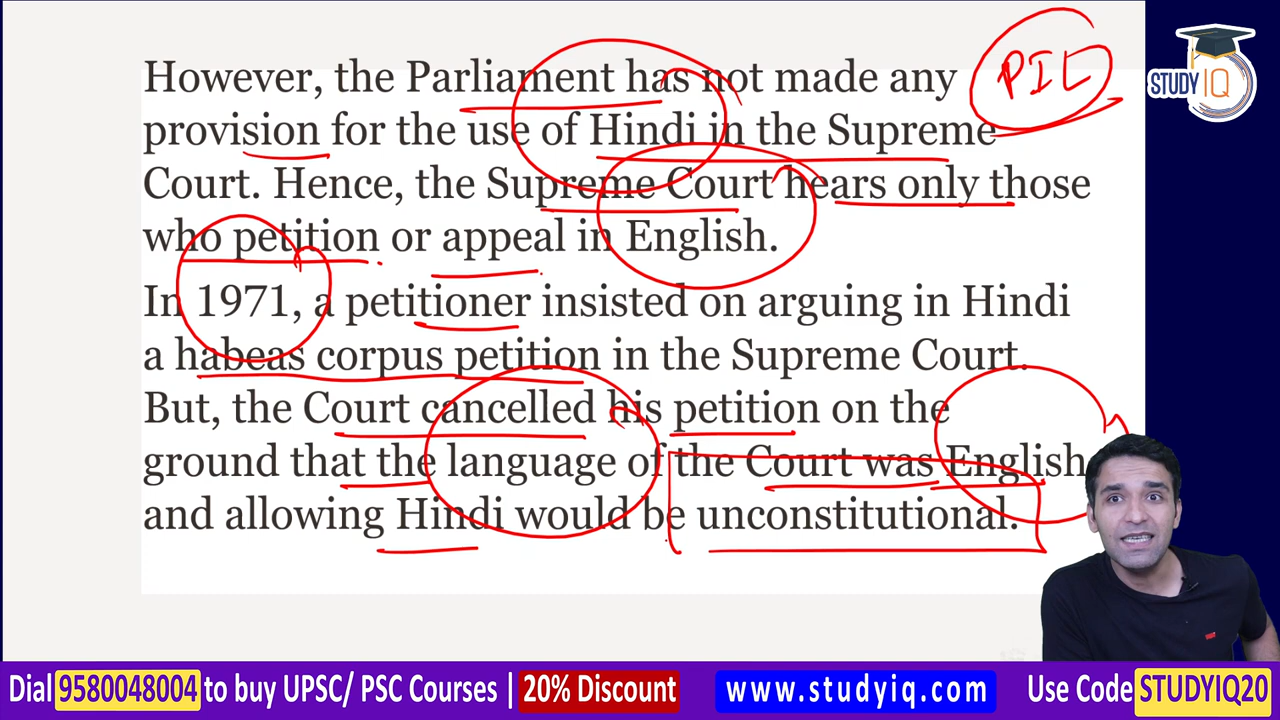 However, the Parliament has not made any
provision for the use of Hindi in the Supreme
Court. Hence, the Supreme Court hears only those
who petition or appeal in English.
In 1971, a petitioner insisted on arguing in Hindi
a habeas corpus petition in the Supreme Court.
But, the Court cancelled his petition on the
ground that the language of the Court was English
and allowing Hindi would be unconstitutional.
PIL
STUDY IQ
Dial 9580048004 to buy UPSC/ PSC Courses | 20% Discount www.studyiq.com Use Code STUDYIQ20